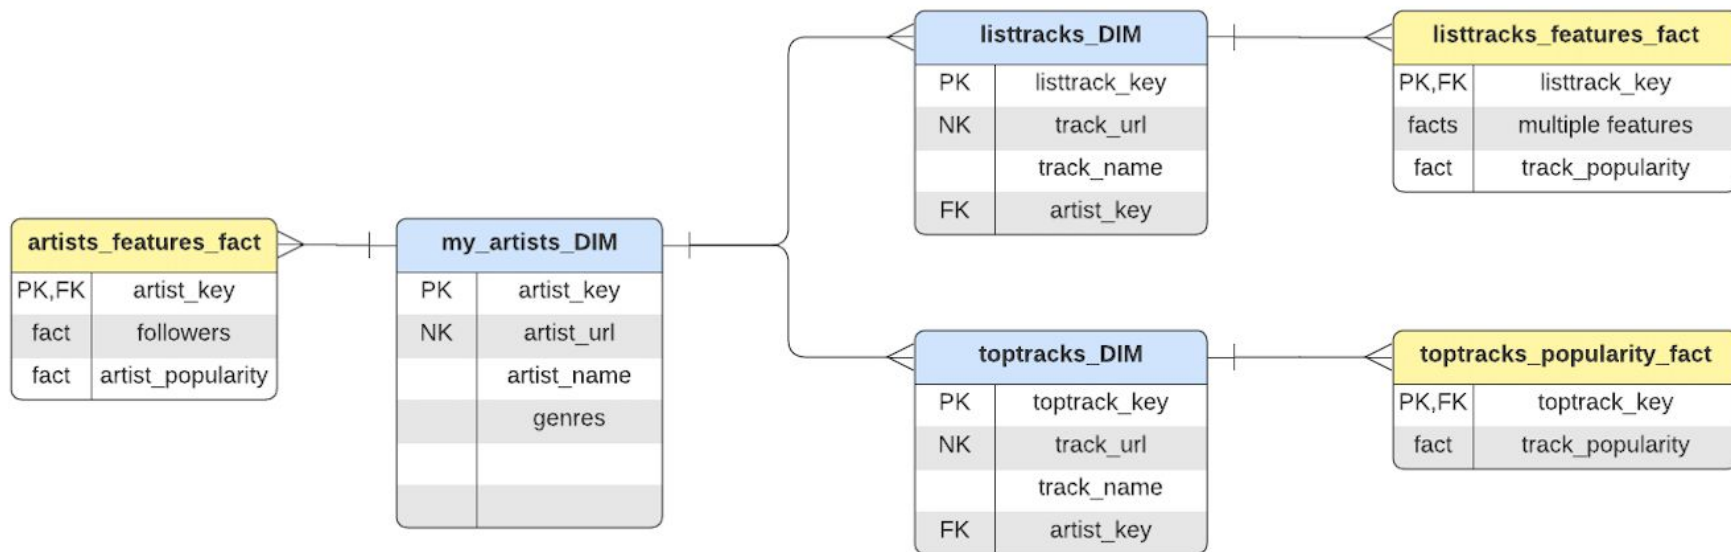 artists_features_fact
PK,FK artist_key
fact followers
fact artist_popularity
my_artists_DIM
PK artist_key
NK artist_url
artist_name
genres
listtracks_DIM
PK listtrack_key
NK track_url
track_name
FK artist_key
listtracks_features_fact
PK,FK listtrack_key
facts multiple features
fact track_popularity
toptracks_DIM
PK toptrack_key
NK track_url
track_name
FK artist_key
toptracks_popularity_fact
PK,FK toptrack_key
fact track_popularity